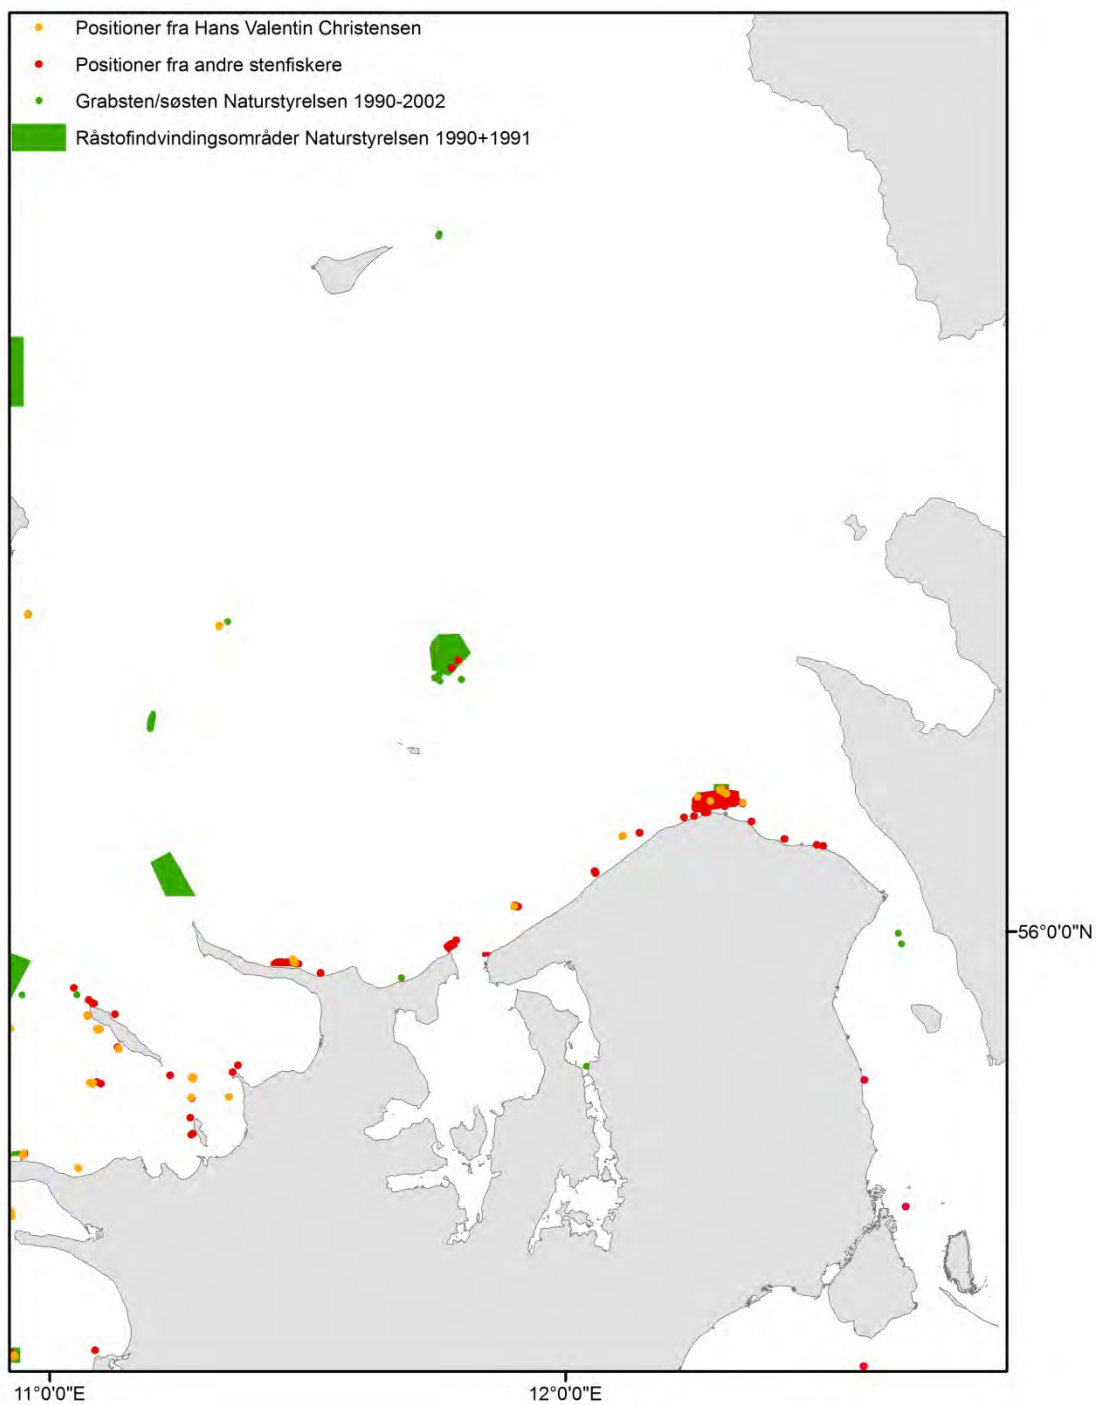 Positioner fra Hans Valentin Christensen
Positioner fra andre stenfiskere
Grabsten/søsten Naturstyrelsen 1990-2002
Råstofindvindingsområder Naturstyrelsen 1990+1991
56°0'0"N
11°0'0"E
12°0'0"E